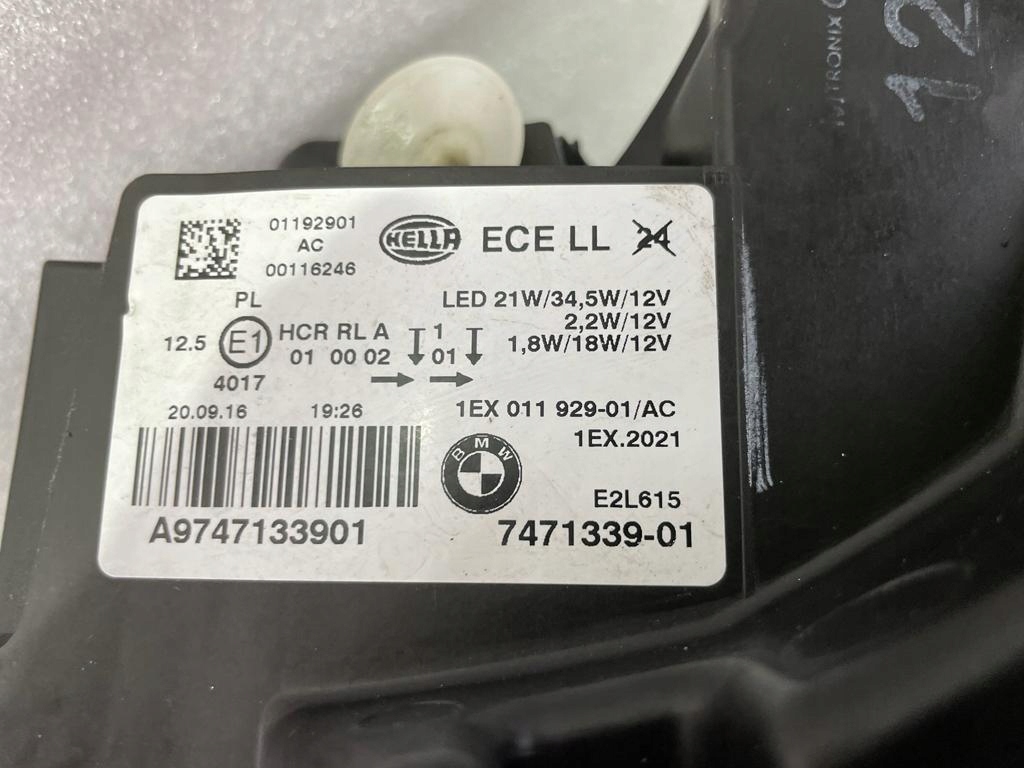 01192901
AC
00116246
HELLA
ECE LL
24
PL
LED 21W/34,5W/12V
2,2W/12V
1,8W/18W/12V
12.5 E1 HCR RL A 1
01 00 02 01
4017
20.09.16 19:26
1EX 011 929-01/AC
1EX.2021
BMW
E2L615
A9747133901
7471339-01
12